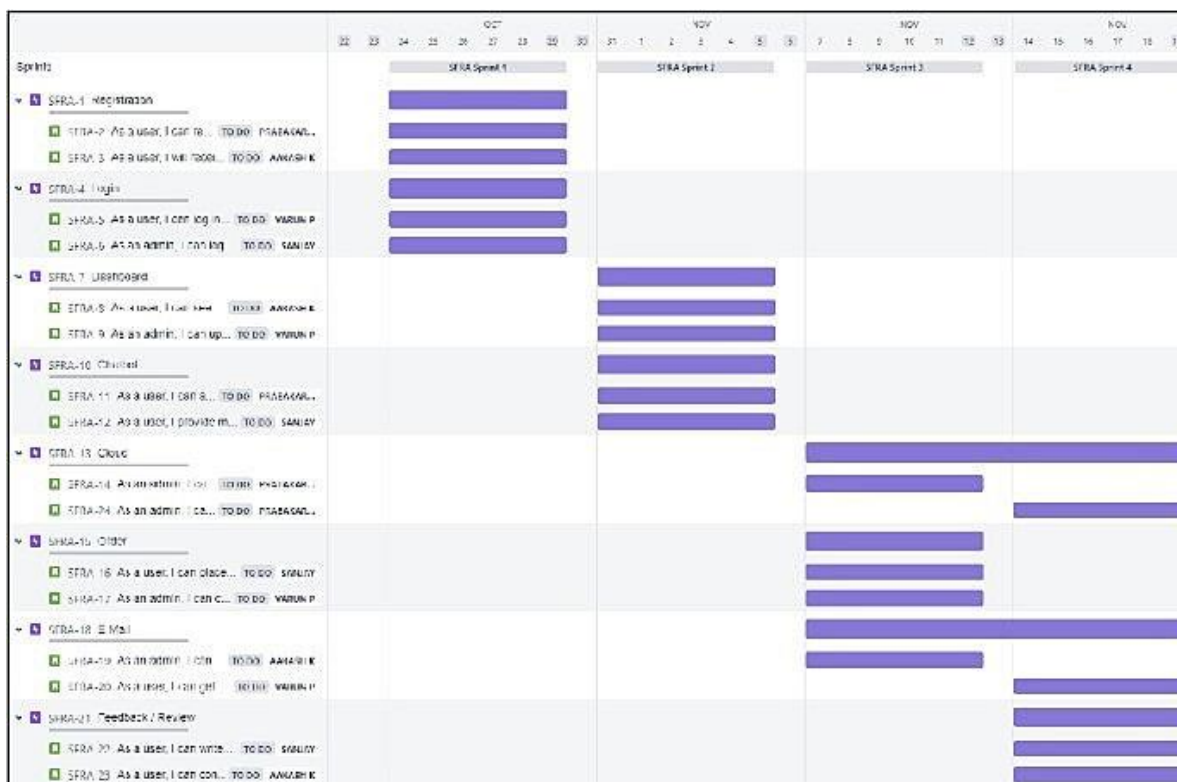 OCT NOV NOV NOV
22 23 24 25 26 27 28 29 30 31 1 2 3 4 5 6 7 8 9 10 11 12 13 14 15 16 17 18
Sprints SFRA Sprint 1 SFRA Sprint 2 SFRA Sprint 3 SFRA Sprint 4
SFRA-1 Registration
SFRA-2 As a user, I can re... TO DO PRABAKAR...
SFRA-3 As a user, I will recei... TO DO AAKASH K
SFRA-4 Login
SFRA-5 As a user, I can log in... TO DO VARUN P
SFRA-6 As an admin, I can log TO DO SANJAY
SFRA-7 Dashboard
SFRA-8 As a user, I can see TO DO AAKASH K
SFRA-9 As an admin, I can up... TO DO VARUN P
SFRA-10 Chatbot
SFRA-11 As a user, I can a... TO DO PRABAKAR...
SFRA-12 As a user, I provide m... TO DO SANJAY
SFRA-13 Cloud
SFRA-14 As an admin, I ca... TO DO PRABAKAR...
SFRA-24 As an admin, I ca... TO DO PRABAKAR...
SFRA-15 Order
SFRA-16 As a user, I can place... TO DO SANJAY
SFRA-17 As an admin, I can c... TO DO VARUN P
SFRA-18 E Mail
SFRA-19 As an admin, I can TO DO AAKASH K
SFRA-20 As a user, I can get TO DO VARUN P
SFRA-21 Feedback / Review
SFRA-22 As a user, I can write... TO DO SANJAY
SFRA-23 As a user, I can con... TO DO AAKASH K